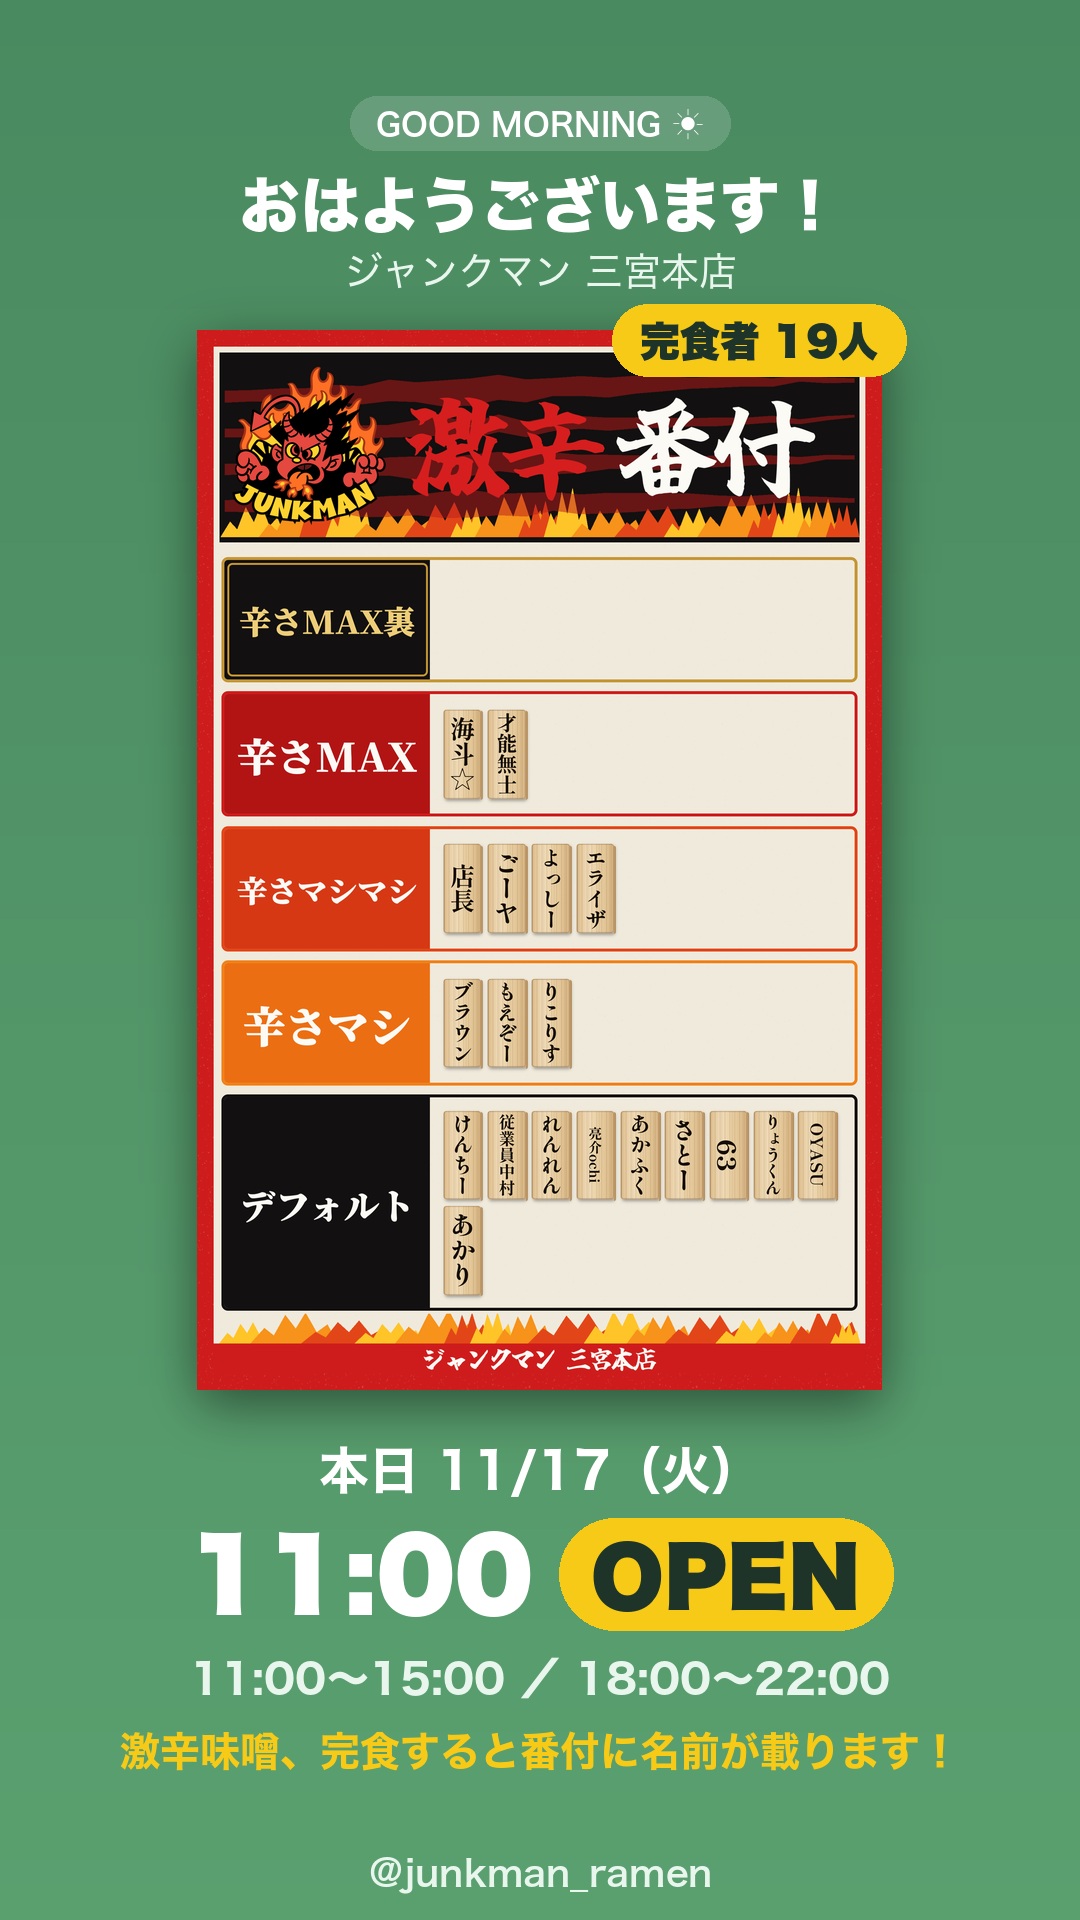 GOOD MORNING ☀
おはようございます！
ジャンクマン 三宮本店
完食者 19人
JUNKMAN
激辛番付
辛さMAX裏
辛さMAX
海斗☆
才能無士
辛さマシマシ
店長
ごーヤ
よっしー
エライザ
辛さマシ
ブラウン
もえぞー
りこりす
デフォルト
けんちー
従業員中村
れんれん
亮介ochi
あかふく
さとー
63
りょうくん
OYASU
あかり
ジャンクマン 三宮本店
本日 11/17（火）
11:00 OPEN
11:00〜15:00 ／ 18:00〜22:00
激辛味噌、完食すると番付に名前が載ります！
@junkman_ramen